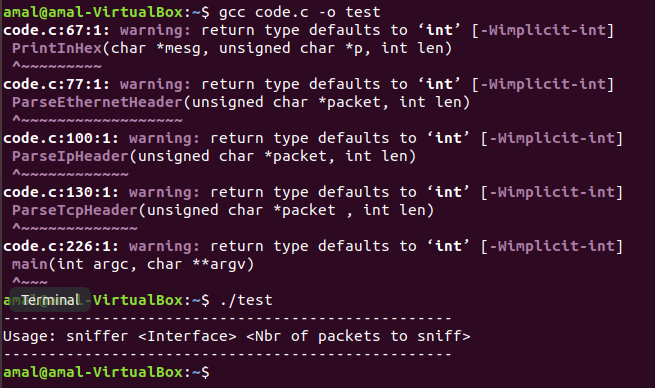 amal@amal-VirtualBox:~$ gcc code.c -o test
code.c:67:1: warning: return type defaults to ‘int’ [-Wimplicit-int]
 PrintInHex(char *mesg, unsigned char *p, int len)
 ^~~~~~~~~~
code.c:77:1: warning: return type defaults to ‘int’ [-Wimplicit-int]
 ParseEthernetHeader(unsigned char *packet, int len)
 ^~~~~~~~~~~~~~~~~~~
code.c:100:1: warning: return type defaults to ‘int’ [-Wimplicit-int]
 ParseIpHeader(unsigned char *packet, int len)
 ^~~~~~~~~~~~~
code.c:130:1: warning: return type defaults to ‘int’ [-Wimplicit-int]
 ParseTcpHeader(unsigned char *packet , int len)
 ^~~~~~~~~~~~~~
code.c:226:1: warning: return type defaults to ‘int’ [-Wimplicit-int]
 main(int argc, char **argv)
 ^~~~
Terminal
amal@amal-VirtualBox:~$ ./test
--------------------------------------------------
Usage: sniffer <Interface> <Nbr of packets to sniff>
--------------------------------------------------
amal@amal-VirtualBox:~$